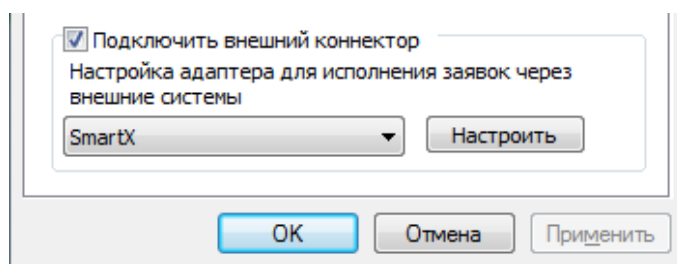 Подключить внешний коннектор
Настройка адаптера для исполнения заявок через
внешние системы
SmartX Настроить
OK Отмена Применить